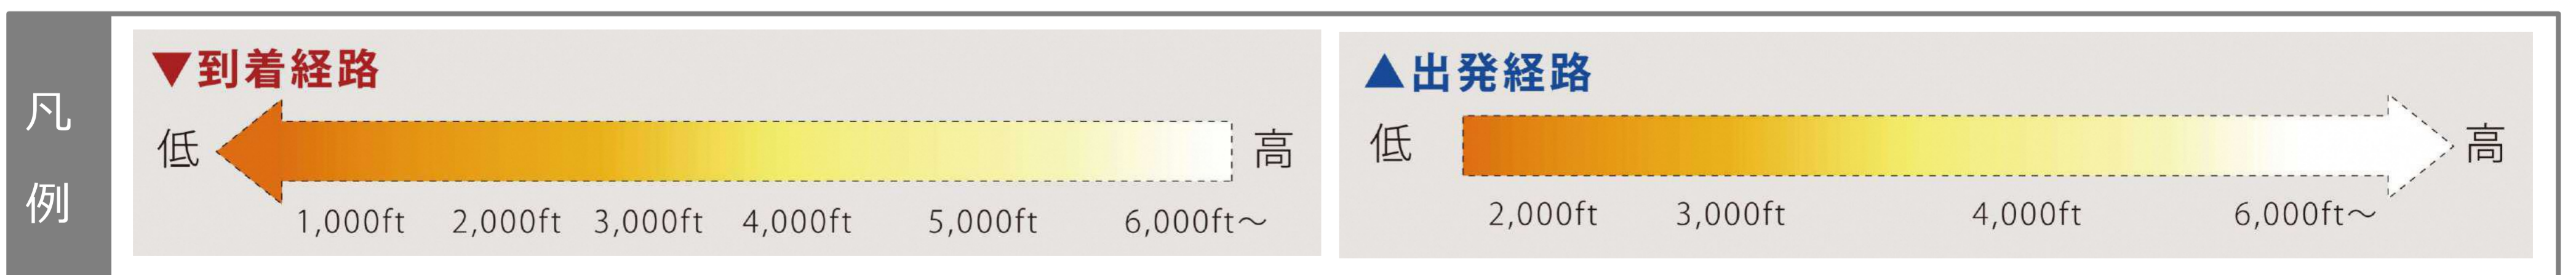 凡例
▼到着経路
低 高
1,000ft 2,000ft 3,000ft 4,000ft 5,000ft 6,000ft～
▲出発経路
低 高
2,000ft 3,000ft 4,000ft 6,000ft～